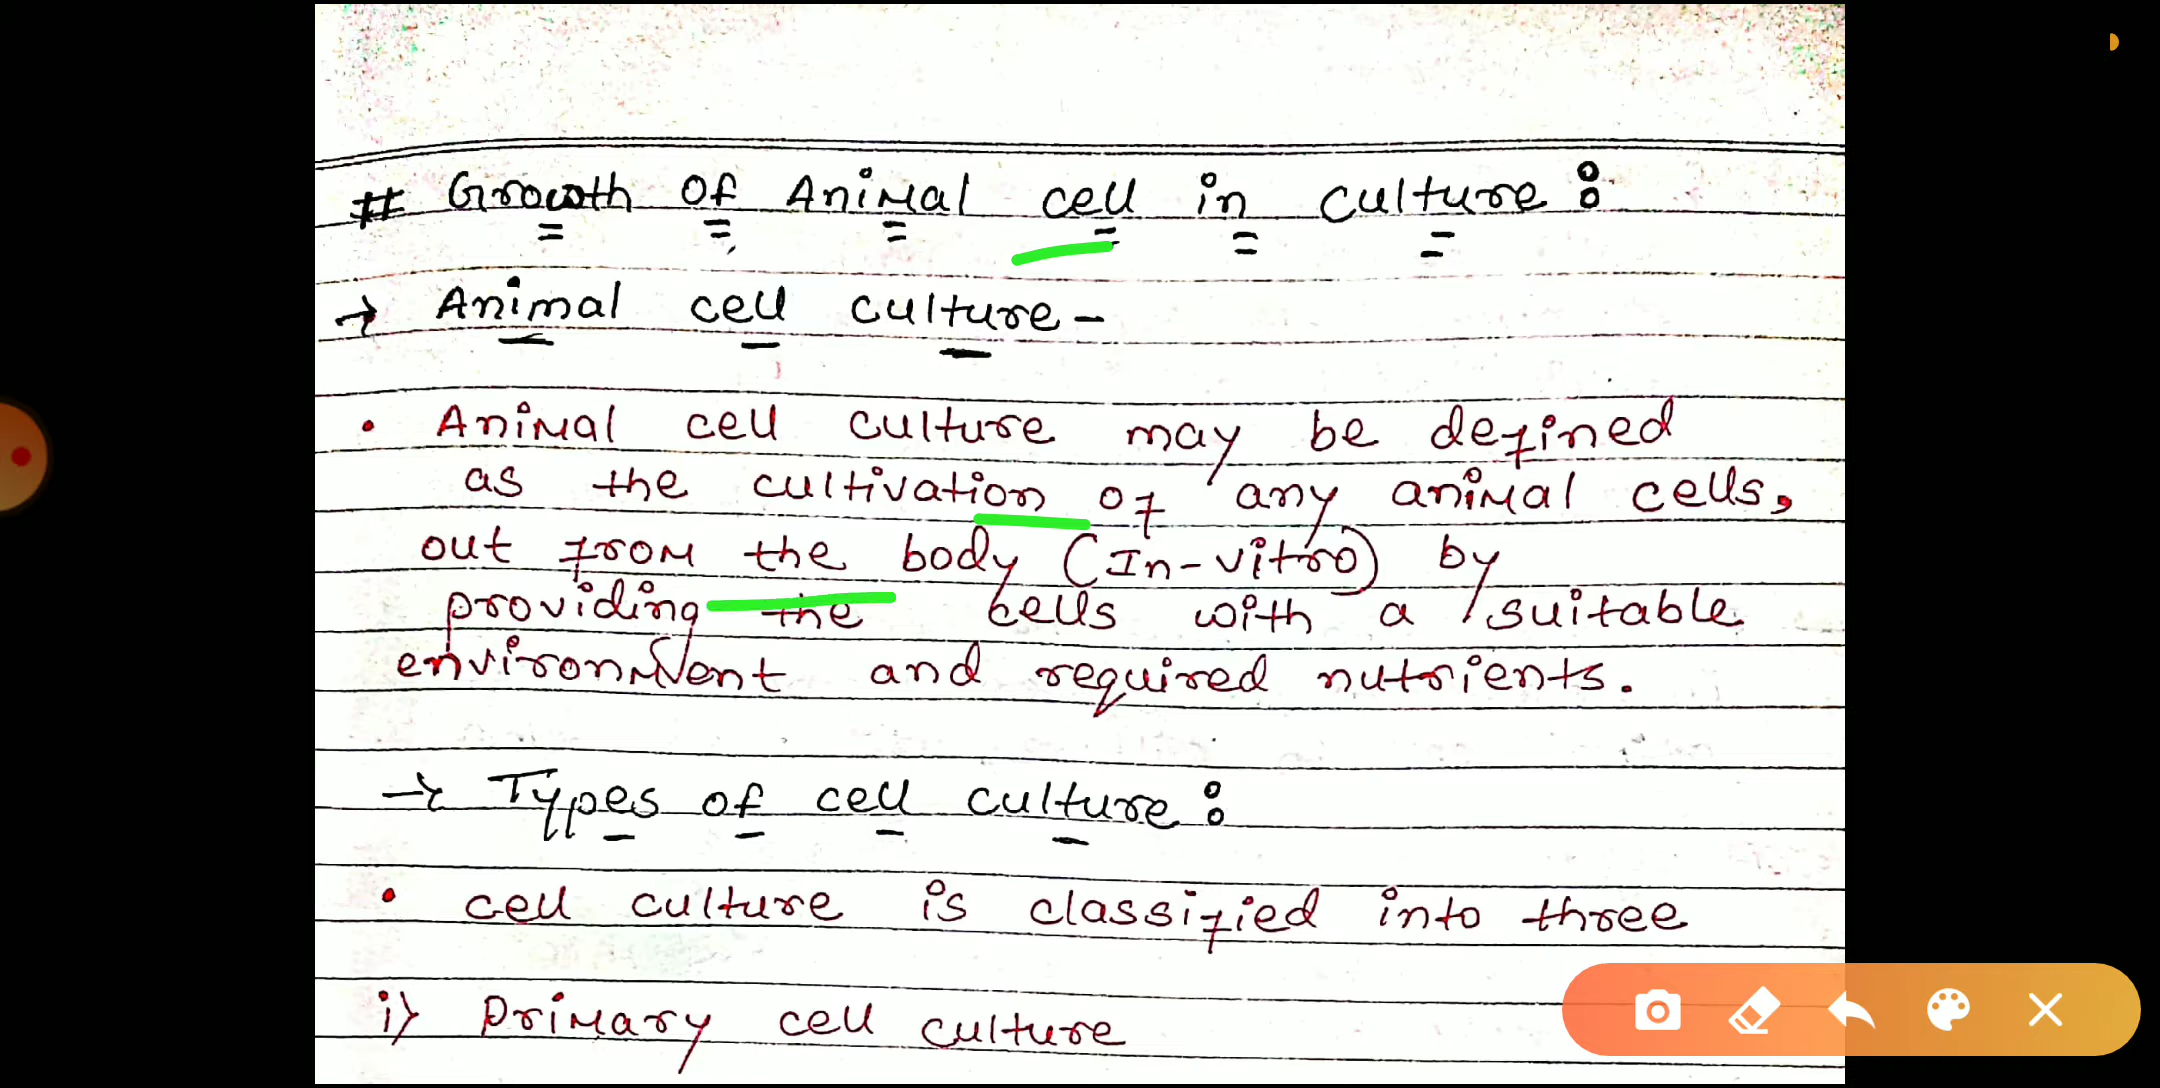 # Growth Of Animal cell in culture :
→ Animal cell culture -
• Animal cell culture may be defined
as the cultivation of any animal cells,
out from the body (In-vitro) by
providing the cells with a suitable
environment and required nutrients.
→ Types of cell culture :
• cell culture is classified into three
i) Primary cell culture